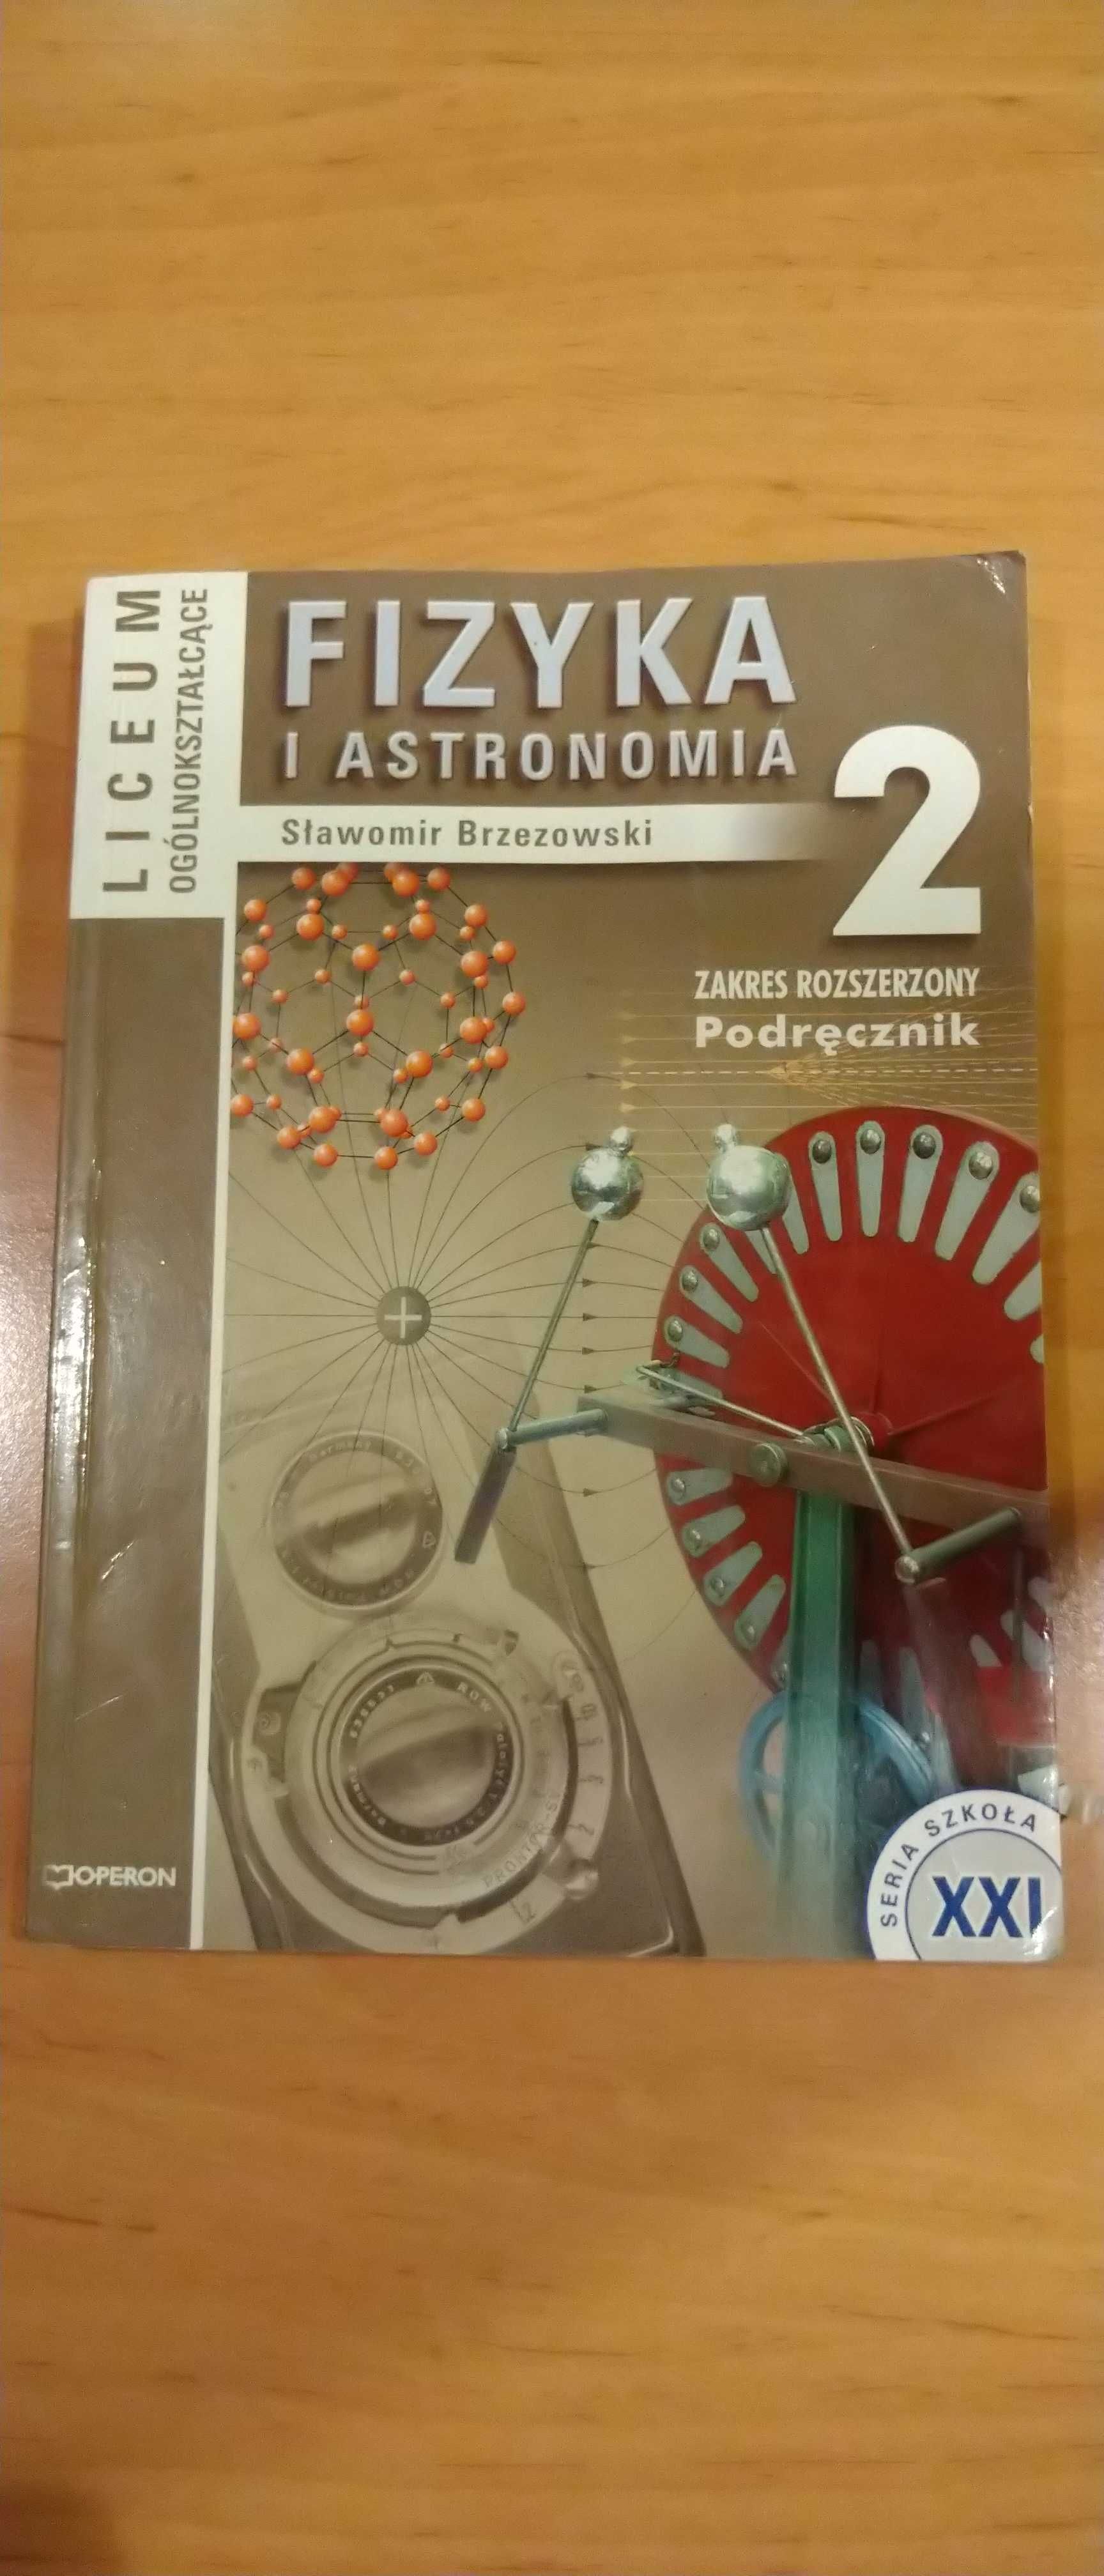 LICEUM
OGÓLNOKSZTAŁCĄCE
FIZYKA
I ASTRONOMIA
2
Sławomir Brzezowski
ZAKRES ROZSZERZONY
Podręcznik
+
OPERON
SERIA SZKOŁA
XXI